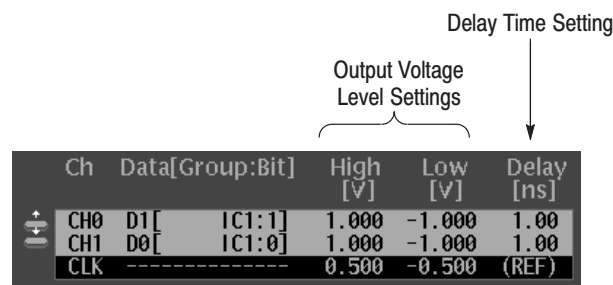 Delay Time Setting
Output Voltage
Level Settings
Ch Data[Group:Bit] High [V] Low [V] Delay [ns]
CH0 D1[ IC1:1] 1.000 -1.000 1.00
CH1 D0[ IC1:0] 1.000 -1.000 1.00
CLK -------------- 0.500 -0.500 (REF)